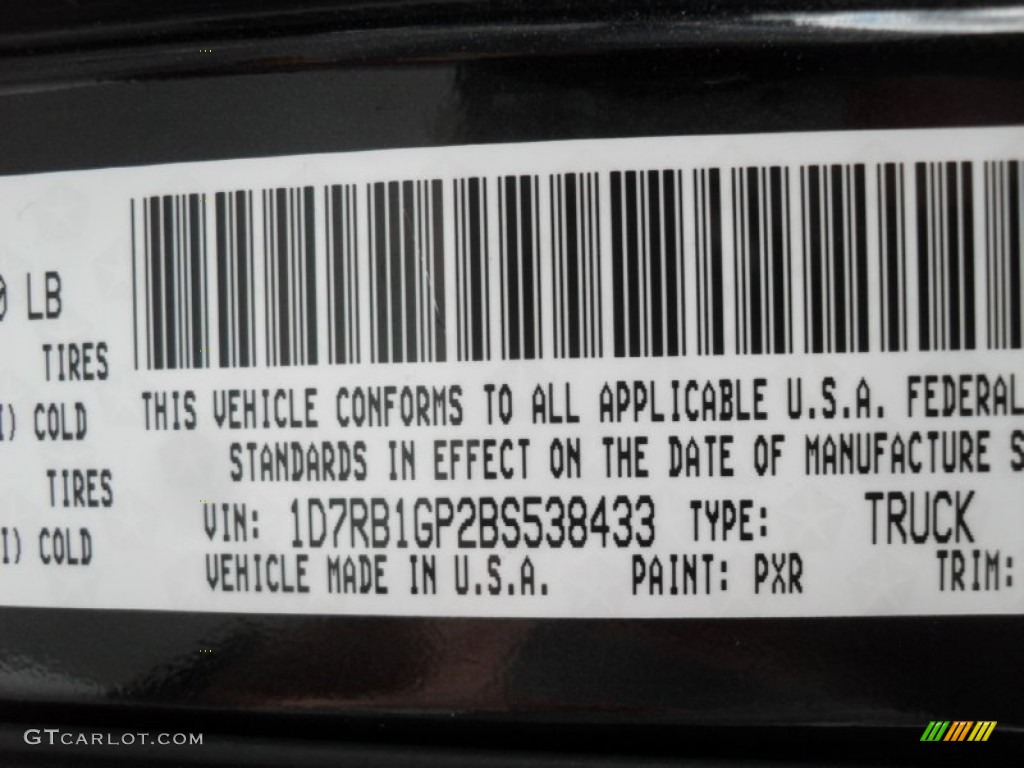 LB
TIRES
COLD
TIRES
COLD
THIS VEHICLE CONFORMS TO ALL APPLICABLE U.S.A. FEDERAL
STANDARDS IN EFFECT ON THE DATE OF MANUFACTURE S
VIN: 1D7RB1GP2BS538433 TYPE: TRUCK
VEHICLE MADE IN U.S.A. PAINT: PXR TRIM:
GTCARLOT.COM